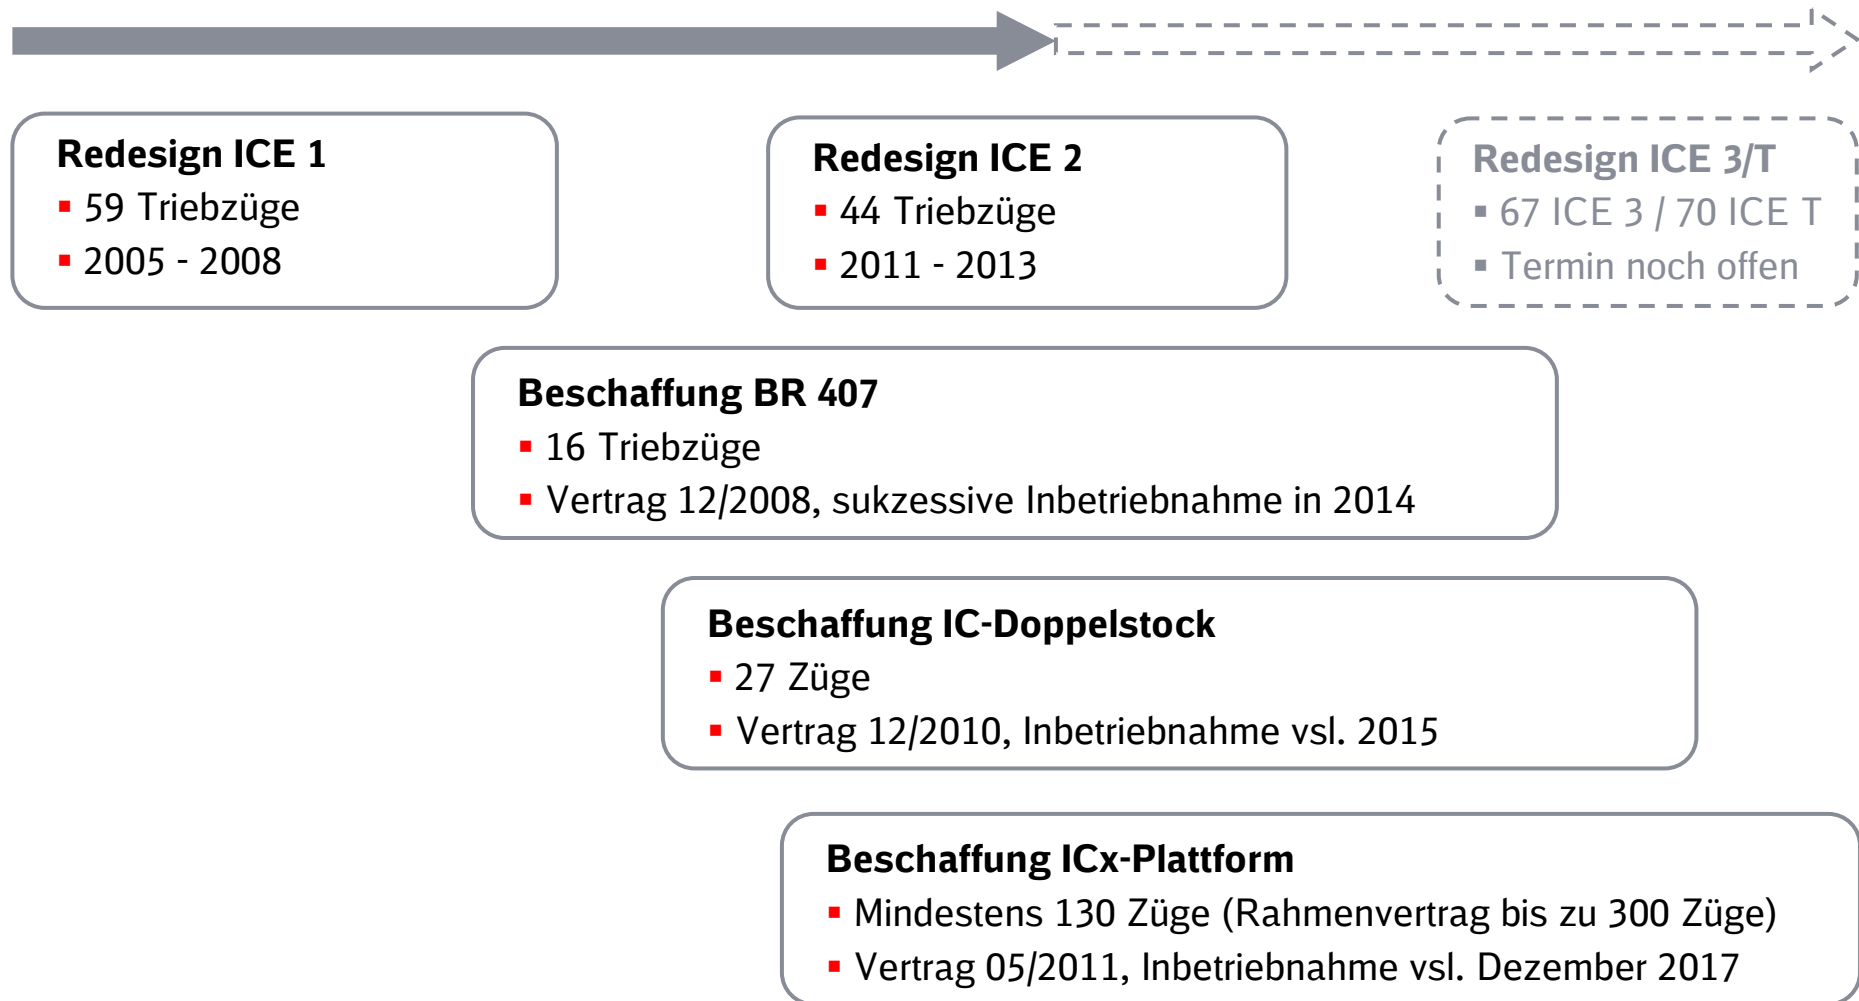 Redesign ICE 1
▪ 59 Triebzüge
▪ 2005 - 2008
Redesign ICE 2
▪ 44 Triebzüge
▪ 2011 - 2013
Redesign ICE 3/T
▪ 67 ICE 3 / 70 ICE T
▪ Termin noch offen
Beschaffung BR 407
▪ 16 Triebzüge
▪ Vertrag 12/2008, sukzessive Inbetriebnahme in 2014
Beschaffung IC-Doppelstock
▪ 27 Züge
▪ Vertrag 12/2010, Inbetriebnahme vsl. 2015
Beschaffung ICx-Plattform
▪ Mindestens 130 Züge (Rahmenvertrag bis zu 300 Züge)
▪ Vertrag 05/2011, Inbetriebnahme vsl. Dezember 2017